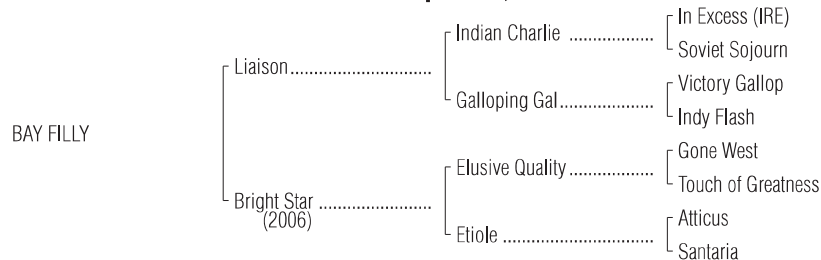 In Excess (IRE)
Indian Charlie ..................
Soviet Sojourn
Liaison..............................
Victory Gallop
Galloping Gal.....................
Indy Flash
BAY FILLY
Gone West
Elusive Quality ..................
Touch of Greatness
Bright Star ........................
(2006)
Atticus
Etiole ................................
Santaria